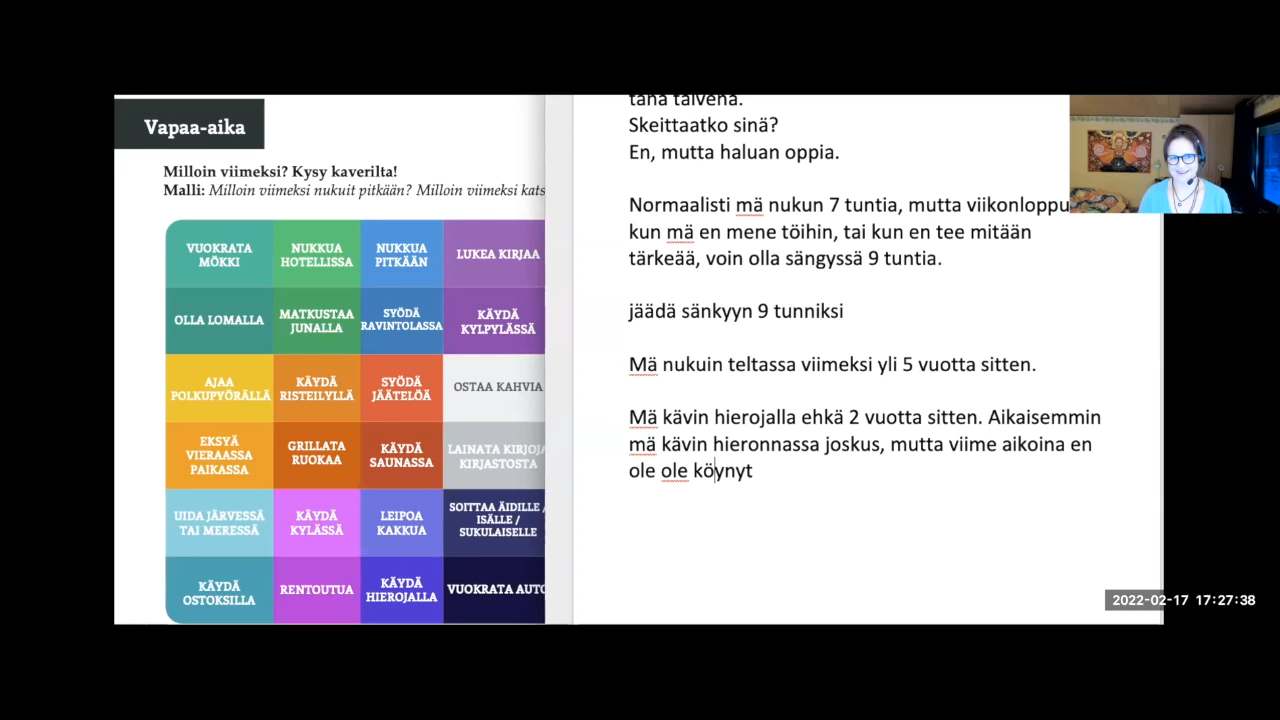 Vapaa-aika
Milloin viimeksi? Kysy kaverilta!
Malli: Milloin viimeksi nukuit pitkään? Milloin viimeksi kats
VUOKRATA
MÖKKI
NUKKUA
HOTELLISSA
NUKKUA
PITKÄÄN
LUKEA KIRJAA
OLLA LOMALLA
MATKUSTAA
JUNALLA
SYÖDÄ
RAVINTOLASSA
KÄYDÄ
KYLPYLÄSSÄ
AJAA
POLKUPYÖRÄLLÄ
KÄYDÄ
RISTEILYLLÄ
SYÖDÄ
JÄÄTELÖÄ
OSTAA KAHVIA
EKSYÄ
VIERAASSA
PAIKASSA
GRILLATA
RUOKAA
KÄYDÄ
SAUNASSA
LAINATA KIRJOJA
KIRJASTOSTA
UIDA JÄRVESSÄ
TAI MERESSÄ
KÄYDÄ
KYLÄSSÄ
LEIPOA
KAKKUA
SOITTAA ÄIDILLE /
ISÄLLE /
SUKULAISELLE
KÄYDÄ
OSTOKSILLA
RENTOUTUA
KÄYDÄ
HIEROJALLA
VUOKRATA AUTO
tänä talvena.
Skeittaatko sinä?
En, mutta haluan oppia.
Normaalisti mä nukun 7 tuntia, mutta viikonloppu
kun mä en mene töihin, tai kun en tee mitään
tärkeää, voin olla sängyssä 9 tuntia.
jäädä sänkyyn 9 tunniksi
Mä nukuin teltassa viimeksi yli 5 vuotta sitten.
Mä kävin hierojalla ehkä 2 vuotta sitten. Aikaisemmin
mä kävin hieronnassa joskus, mutta viime aikoina en
ole ole köynyt
2022-02-17 17:27:38